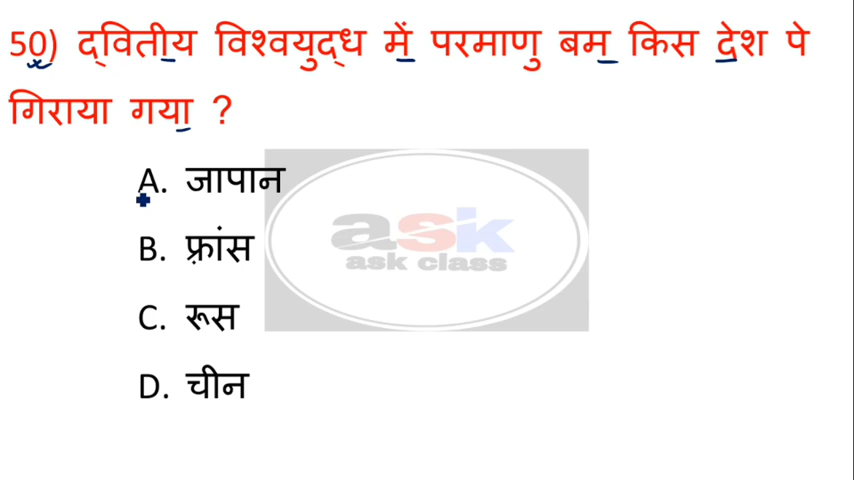 50) द्वितीय विश्वयुद्ध में परमाणु बम किस देश पे
गिराया गया ?
A. जापान
B. फ़्रांस
C. रूस
D. चीन
ask
ask class